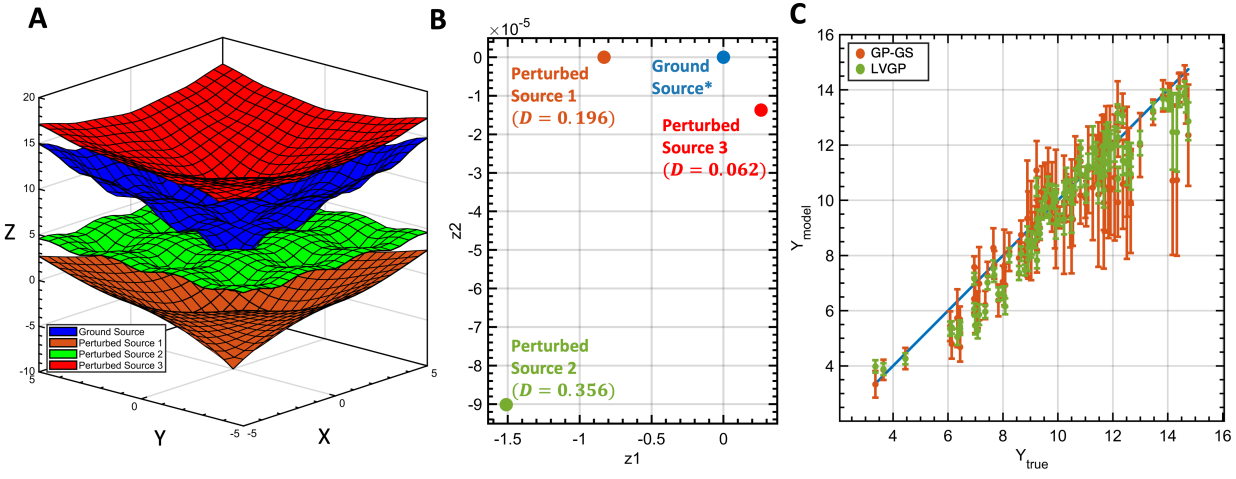 A
20
15
10
5
0
-5
-10
Z
Ground Source
Perturbed Source 1
Perturbed Source 2
Perturbed Source 3
5
0
-5
Y
-5
0
5
X
B
×10⁻⁵
0
-1
-2
-3
-4
-5
-6
-7
-8
-9
z2
Perturbed
Source 1
(D = 0.196)
Ground
Source*
Perturbed
Source 3
(D = 0.062)
Perturbed
Source 2
(D = 0.356)
-1.5
-1
-0.5
0
z1
C
16
14
12
10
8
6
4
Y_model
GP-GS
LVGP
4
6
8
10
12
14
16
Y_true